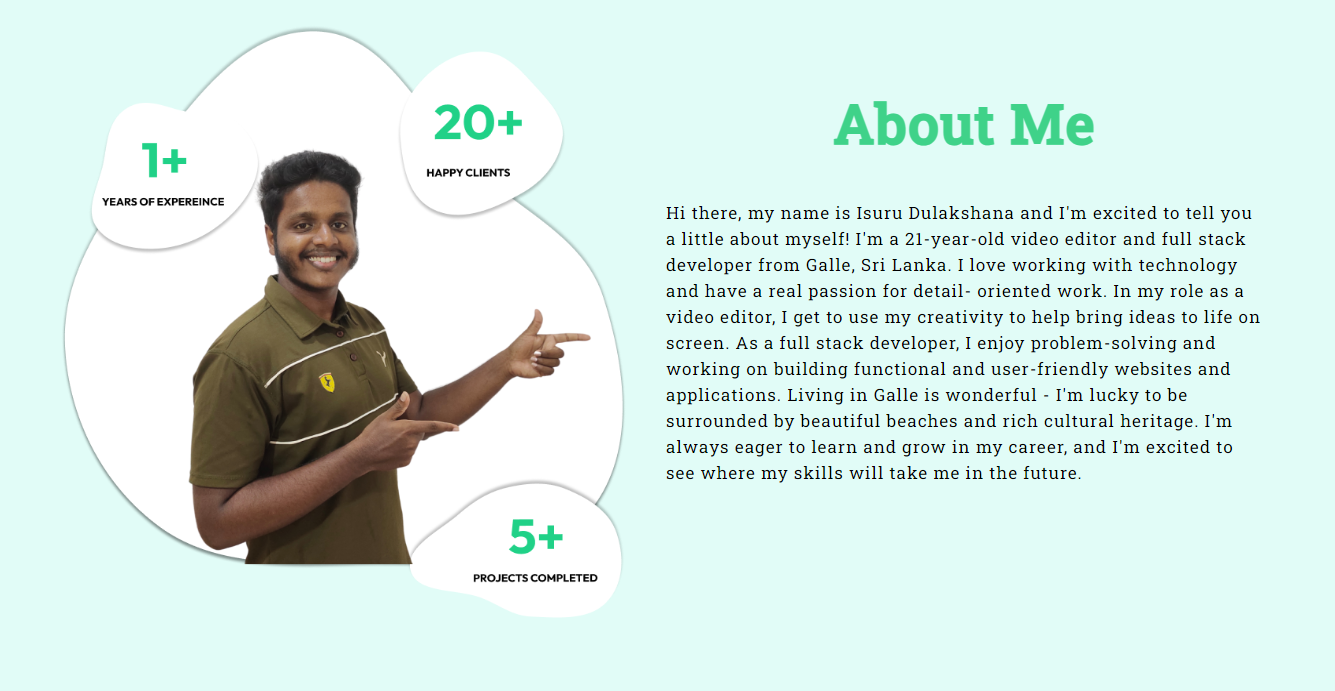 1+
YEARS OF EXPEREINCE
20+
HAPPY CLIENTS
5+
PROJECTS COMPLETED
About Me
Hi there, my name is Isuru Dulakshana and I'm excited to tell you
a little about myself! I'm a 21-year-old video editor and full stack
developer from Galle, Sri Lanka. I love working with technology
and have a real passion for detail- oriented work. In my role as a
video editor, I get to use my creativity to help bring ideas to life on
screen. As a full stack developer, I enjoy problem-solving and
working on building functional and user-friendly websites and
applications. Living in Galle is wonderful - I'm lucky to be
surrounded by beautiful beaches and rich cultural heritage. I'm
always eager to learn and grow in my career, and I'm excited to
see where my skills will take me in the future.